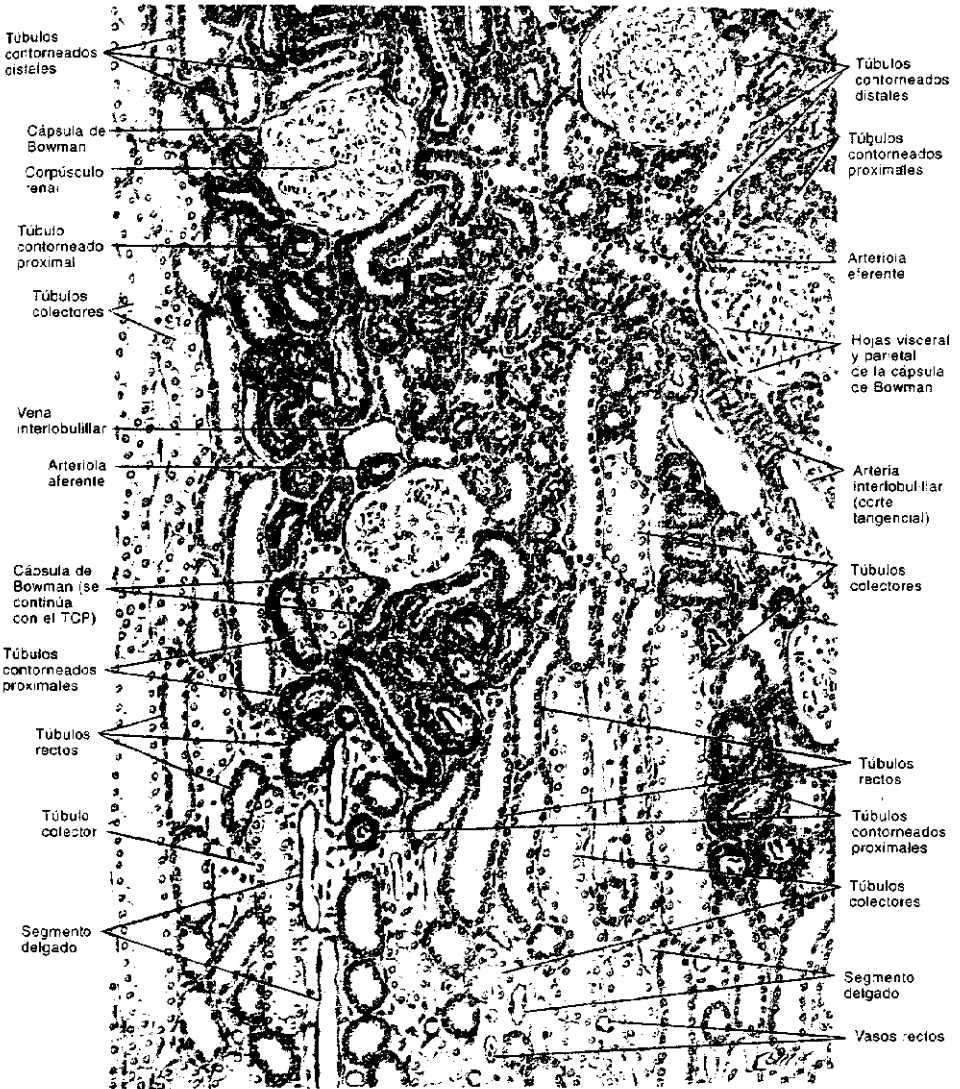 Túbulos
contorneados
distales
Cápsula de
Bowman
Corpúsculo
renal
Túbulo
contorneado
proximal
Túbulos
colectores
Vena
interlobulillar
Arteriola
aferente
Cápsula de
Bowman (se
continúa
con el TCP)
Túbulos
contorneados
proximales
Túbulos
rectos
Túbulo
colector
Segmento
delgado
Túbulos
contorneados
distales
Túbulos
contorneados
proximales
Arteriola
eferente
Hojas visceral
y parietal
de la cápsula
de Bowman
Arteria
interlobulillar
(corte
tangencial)
Túbulos
colectores
Túbulos
rectos
Túbulos
contorneados
proximales
Túbulos
colectores
Segmento
delgado
Vasos rectos